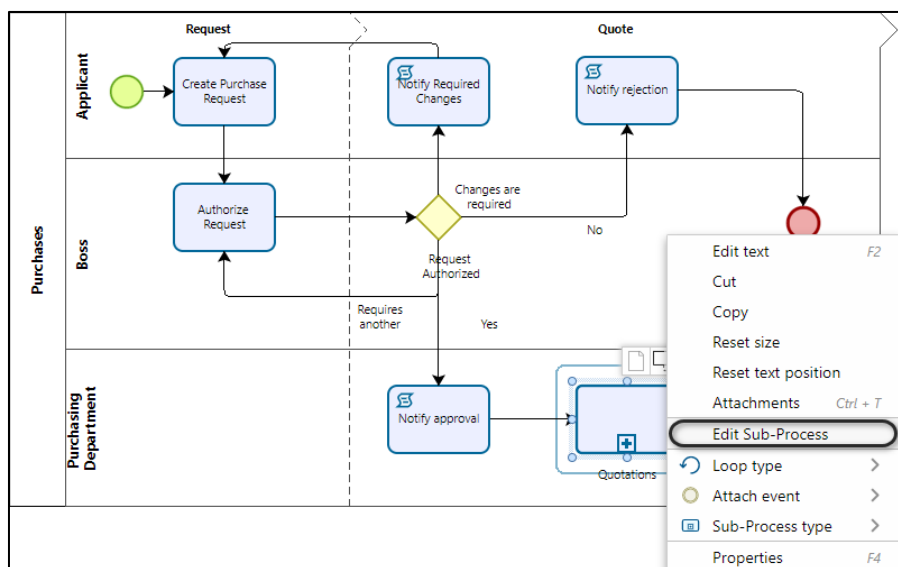 Request
Quote
Purchases
Applicant
Create Purchase
Request
Notify Required
Changes
Notify rejection
Boss
Authorize
Request
Changes are
required
No
Request
Authorized
Requires
another
Yes
Purchasing
Department
Notify approval
Quotations
Edit text F2
Cut
Copy
Reset size
Reset text position
Attachments Ctrl + T
Edit Sub-Process
Loop type
Attach event
Sub-Process type
Properties F4